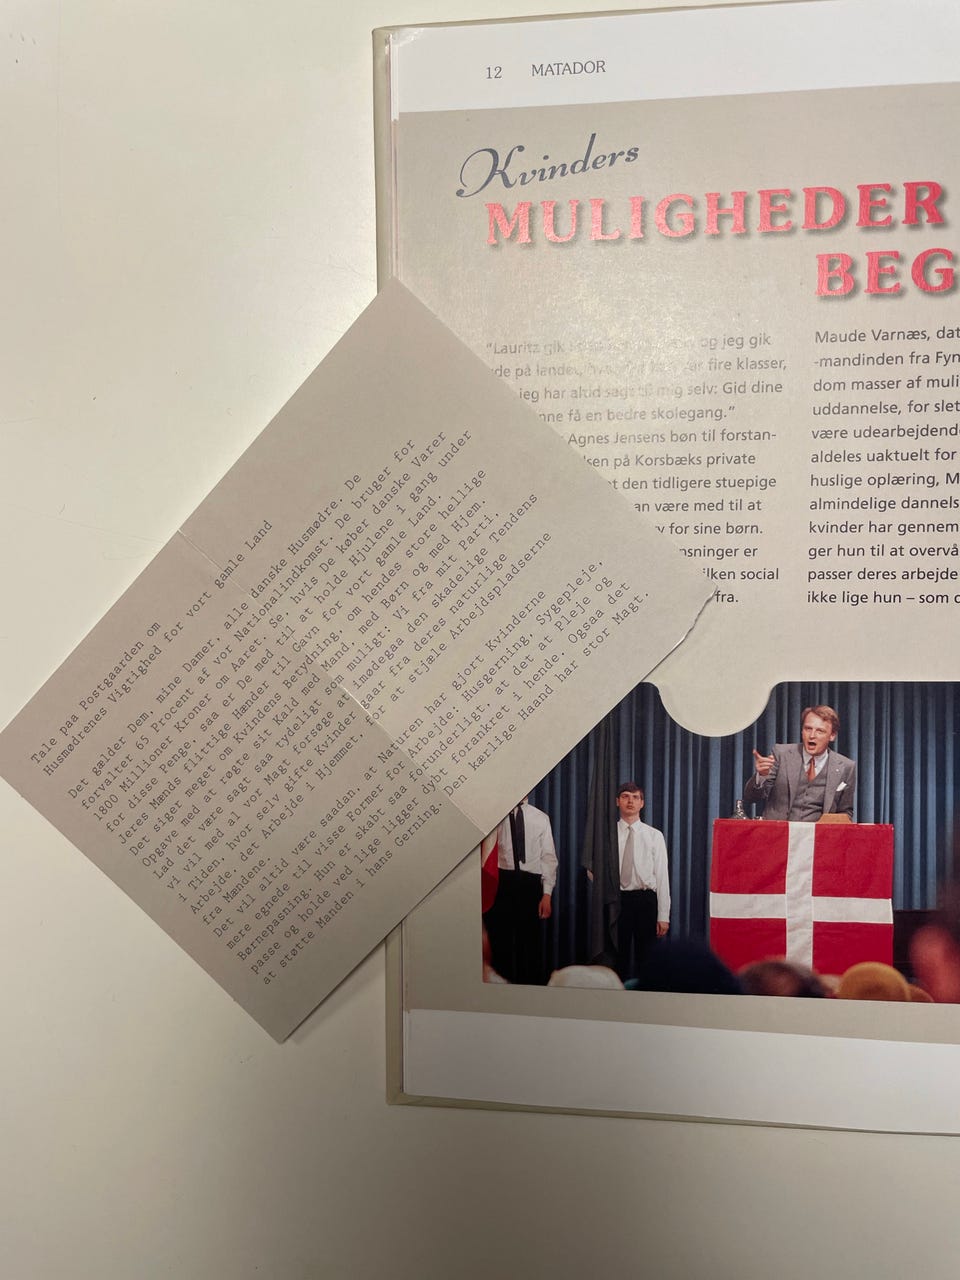 12 MATADOR
Kvinders
MULIGHEDER
BEG
"Lauritz gik og jeg gik
de på landet, fire klasser,
jeg har altid sagt til mig selv: Gid dine
nne få en bedre skolegang."
Agnes Jensens bøn til forstan-
lsen på Korsbæks private
t den tidligere stuepige
an være med til at
for sine børn.
nsninger er
ilken social
fra.
Maude Varnæs, dat
-mandinden fra Fyn
dom masser af muli
uddannelse, for slet
være udearbejdend
aldeles uaktuelt for
huslige oplæring, M
almindelige dannels
kvinder har gennem
ger hun til at overvå
passer deres arbejde
ikke lige hun – som d
Tale paa Postgaarden om
Husmødrenes Vigtighed for vort gamle Land
Det gælder Dem, mine Damer, alle danske Husmødre. De
forvalter 65 Procent af vor Nationalindkomst. De bruger for
1800 Millioner Kroner om Aaret. Se, hvis De køber danske Varer
for disse Penge, saa er De med til at holde Hjulene i gang under
Jeres Mænds flittige Hænder til Gavn for vort gamle Land.
Det siger meget om Kvindens Betydning, om hendes store hellige
Opgave med at røgte sit Kald med Mand, med Børn og med Hjem.
Lad det være sagt saa tydeligt som muligt: Vi fra mit Parti,
vi vil med al vor Magt forsøge at imødegaa den skadelige Tendens
i Tiden, hvor selv gifte Kvinder gaar fra deres naturlige
Arbejde, det Arbejde i Hjemmet, for at stjæle Arbejdspladserne
fra Mændene.
Det vil altid være saadan, at Naturen har gjort Kvinderne
mere egnede til visse Former for Arbejde: Husgerning, Sygepleje,
Børnepasning. Hun er skabt saa forunderligt, at det at Pleje og
passe og holde ved lige ligger dybt forankret i hende. Ogsaa det
at støtte Manden i hans Gerning. Den kærlige Haand har stor Magt.